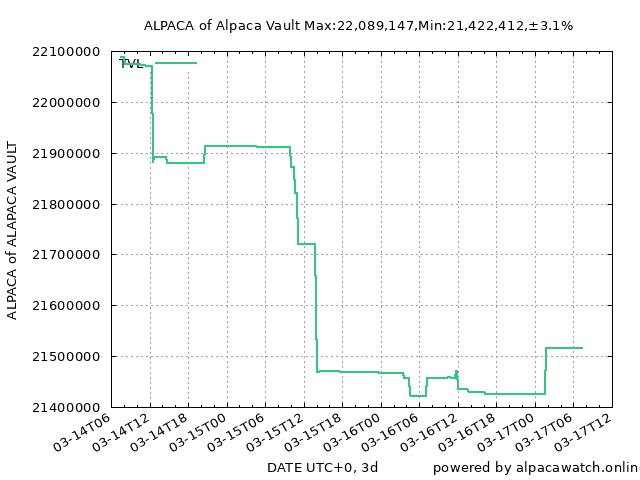 ALPACA of Alpaca Vault Max:22,089,147,Min:21,422,412,±3.1%
TVL
22100000
22000000
21900000
21800000
21700000
21600000
21500000
21400000
ALPACA of ALAPACA VAULT
03-14T06
03-14T12
03-14T18
03-15T00
03-15T06
03-15T12
03-15T18
03-16T00
03-16T06
03-16T12
03-16T18
03-17T00
03-17T06
03-17T12
DATE UTC+0, 3d
powered by alpacawatch.online